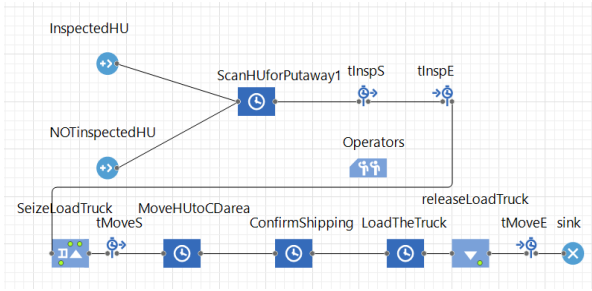 InspectedHU
ScanHUforPutaway1
tInspS
tInspE
NOTinspectedHU
Operators
releaseLoadTruck
SeizeLoadTruck
tMoveS
MoveHUtoCDarea
ConfirmShipping
LoadTheTruck
tMoveE
sink